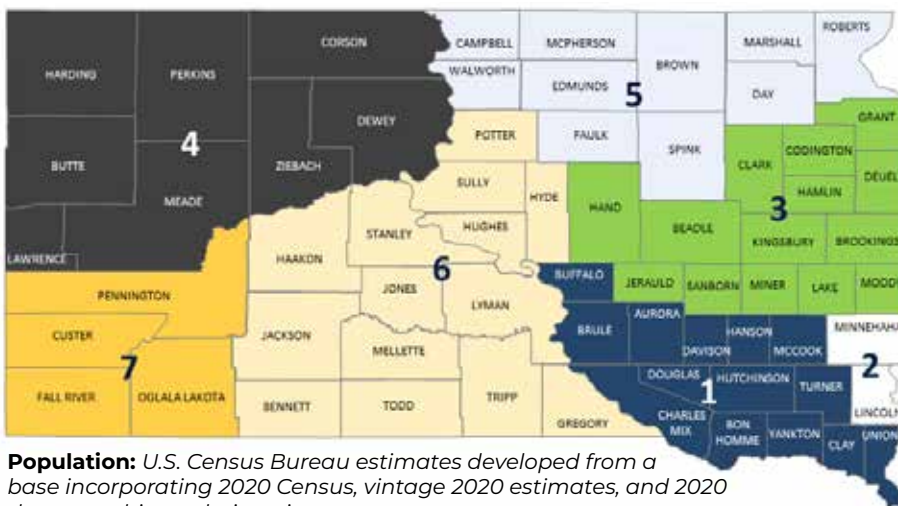 CORSON
CAMPBELL
MCPHERSON
MARSHALL
ROBERTS
HARDING
PERKINS
BROWN
WALWORTH
EDMUNDS
5
DAY
DEWEY
GRANT
4
POTTER
FAULK
SPINK
CODINGTON
BUTTE
ZIEBACH
CLARK
DEUEL
MEADE
SULLY
HYDE
HAMLIN
HAND
3
STANLEY
HUGHES
BEADLE
KINGSBURY
BROOKINGS
LAWRENCE
HAAKON
6
BUFFALO
PENNINGTON
JONES
LYMAN
JERAULD
SANBORN
MINER
LAKE
MOOD
AURORA
CUSTER
JACKSON
BRULE
HANSON
MINNEHAHA
MELLETTE
DAVISON
MCCOOK
7
DOUGLAS
HUTCHINSON
2
FALL RIVER
OGLALA LAKOTA
BENNETT
TODD
TRIPP
1
TURNER
GREGORY
CHARLES
MIX
LINCOLN
BON
HOMME
YANKTON
CLAY
UNION
Population: U.S. Census Bureau estimates developed from a
base incorporating 2020 Census, vintage 2020 estimates, and 2020